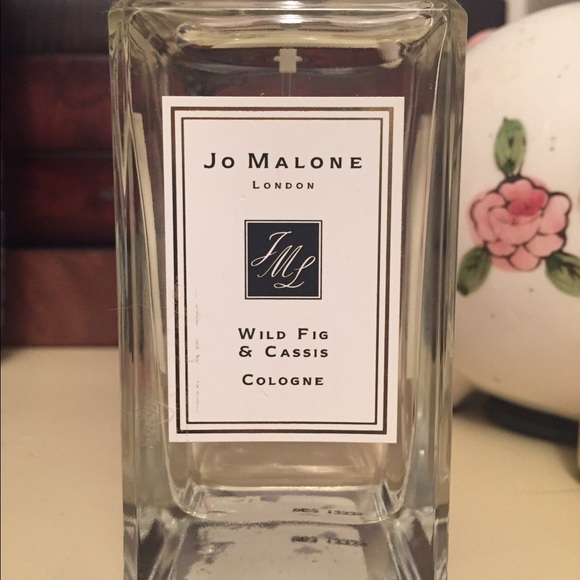 Jo Malone
London
JML
Wild Fig
& Cassis
Cologne